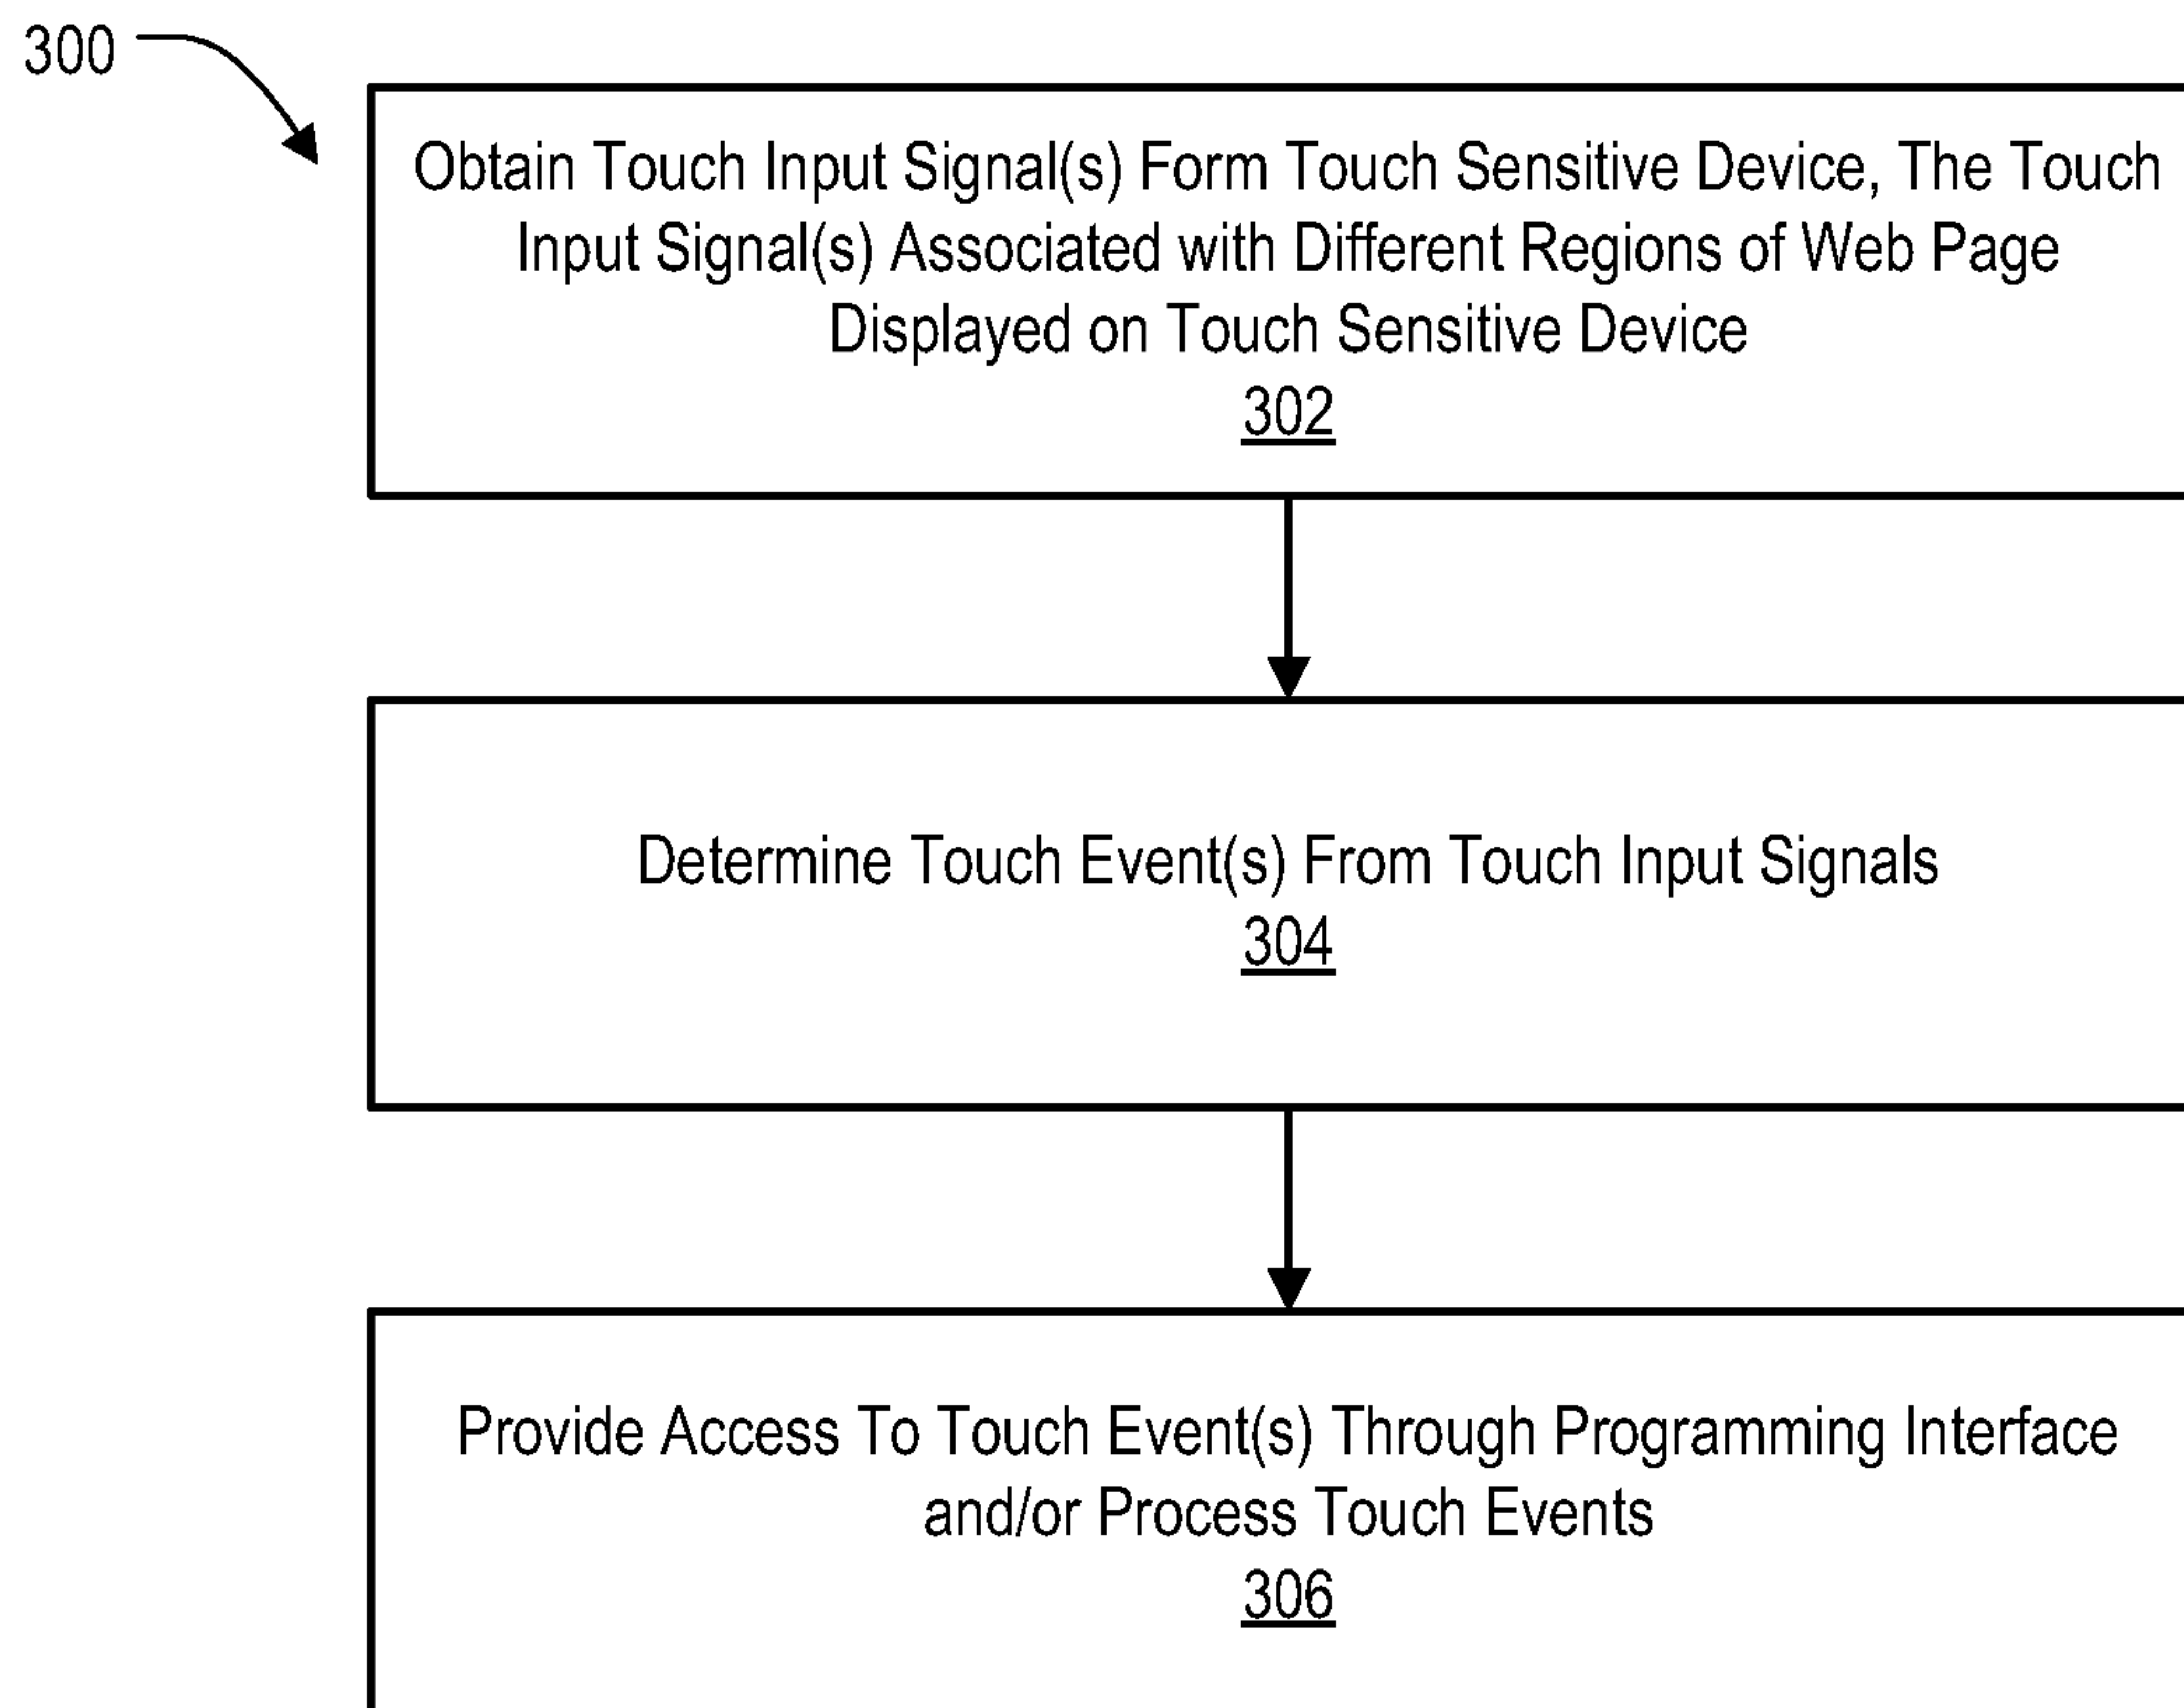 300
Obtain Touch Input Signal(s) Form Touch Sensitive Device, The Touch
Input Signal(s) Associated with Different Regions of Web Page
Displayed on Touch Sensitive Device
302
Determine Touch Event(s) From Touch Input Signals
304
Provide Access To Touch Event(s) Through Programming Interface
and/or Process Touch Events
306